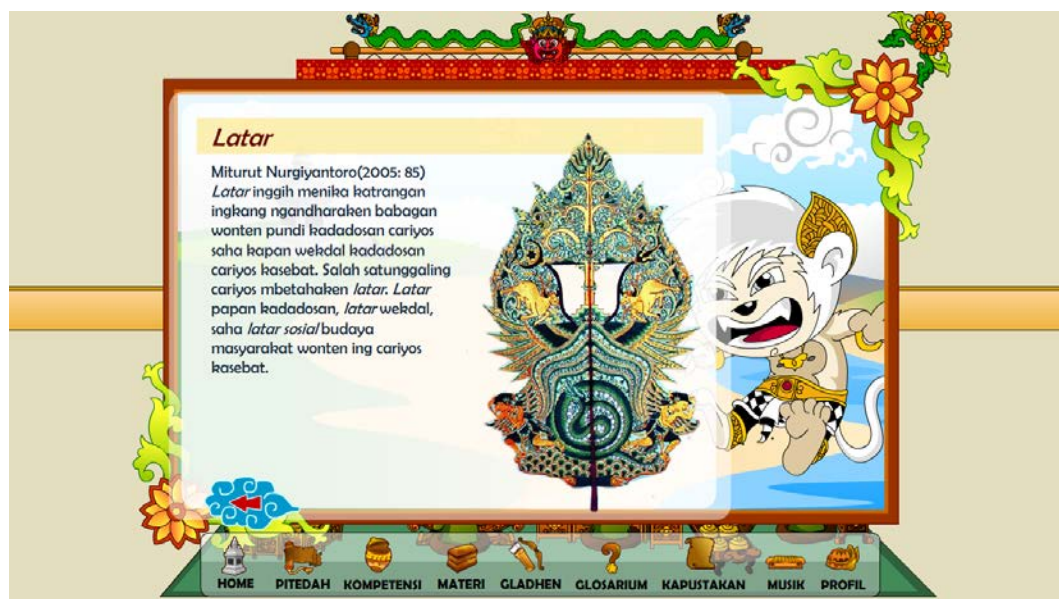 X
Latar
Miturut Nurgiyantoro(2005: 85)
Latar inggih menika katrangan
ingkang ngandharaken babagan
wonten pundi kadadosan cariyos
saha kapan wekdal kadadosan
cariyos kasebat. Salah satunggaling
cariyos mbetahaken latar. Latar
papan kadadosan, latar wekdal,
saha latar sosial budaya
masyarakat wonten ing cariyos
kasebat.
HOME PITEDAH KOMPETENSI MATERI GLADHEN GLOSARIUM KAPUSTAKAN MUSIK PROFIL